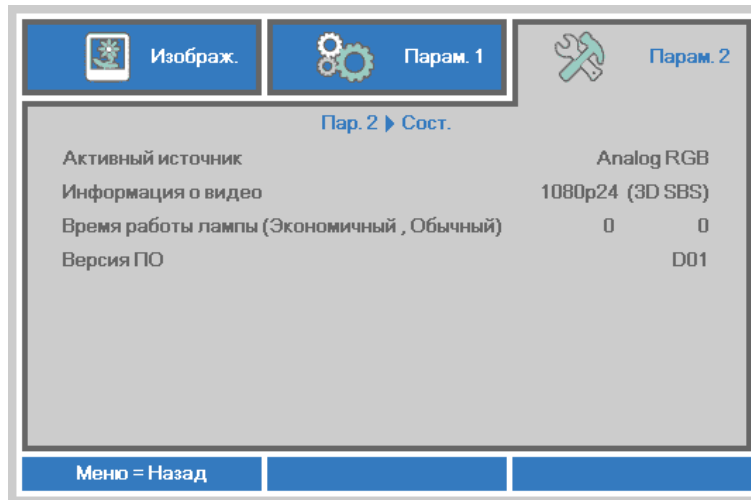 Изображ. Парам. 1 Парам. 2
Пар. 2 Сост.
Активный источник Analog RGB
Информация о видео 1080p24 (3D SBS)
Время работы лампы (Экономичный , Обычный) 0 0
Версия ПО D01
Меню = Назад